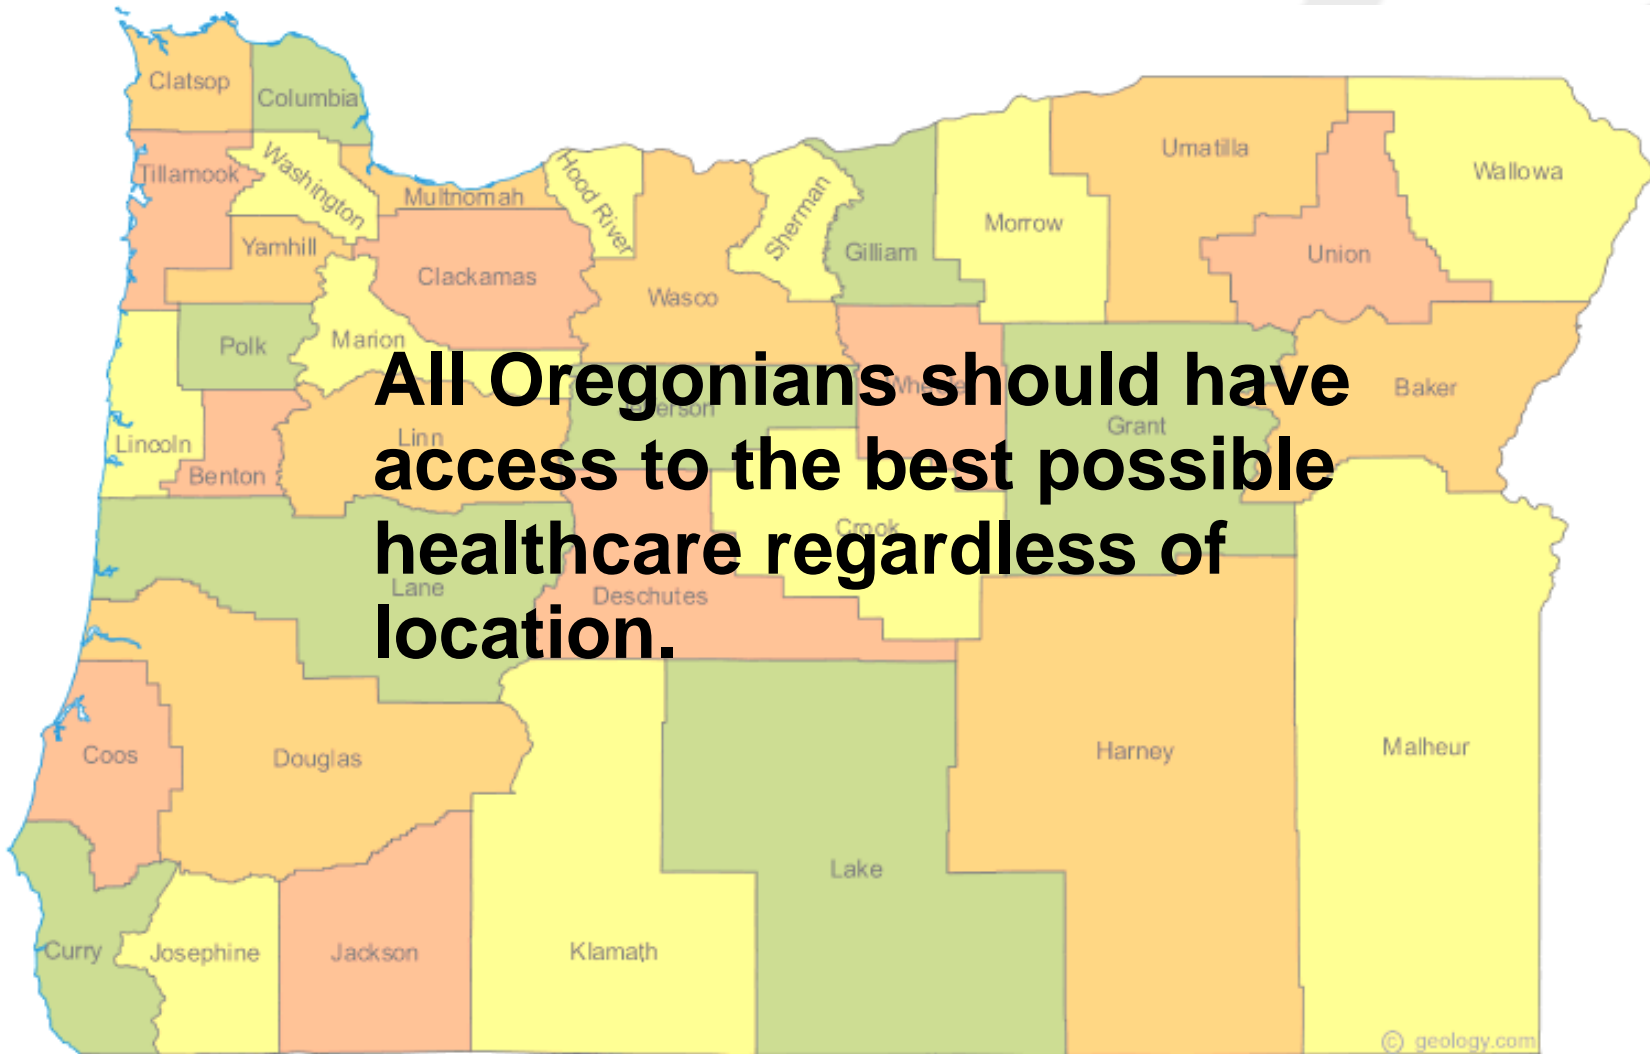 Clatsop
Columbia
Tillamook
Washington
Multnomah
Hood River
Sherman
Gilliam
Morrow
Umatilla
Wallowa
Union
Yamhill
Clackamas
Wasco
Polk
Marion
All Oregonians should have
access to the best possible
healthcare regardless of
location.
Baker
Grant
Linn
Lincoln
Benton
Crook
Lane
Deschutes
Coos
Douglas
Harney
Malheur
Lake
Curry
Josephine
Jackson
Klamath
© geology.com